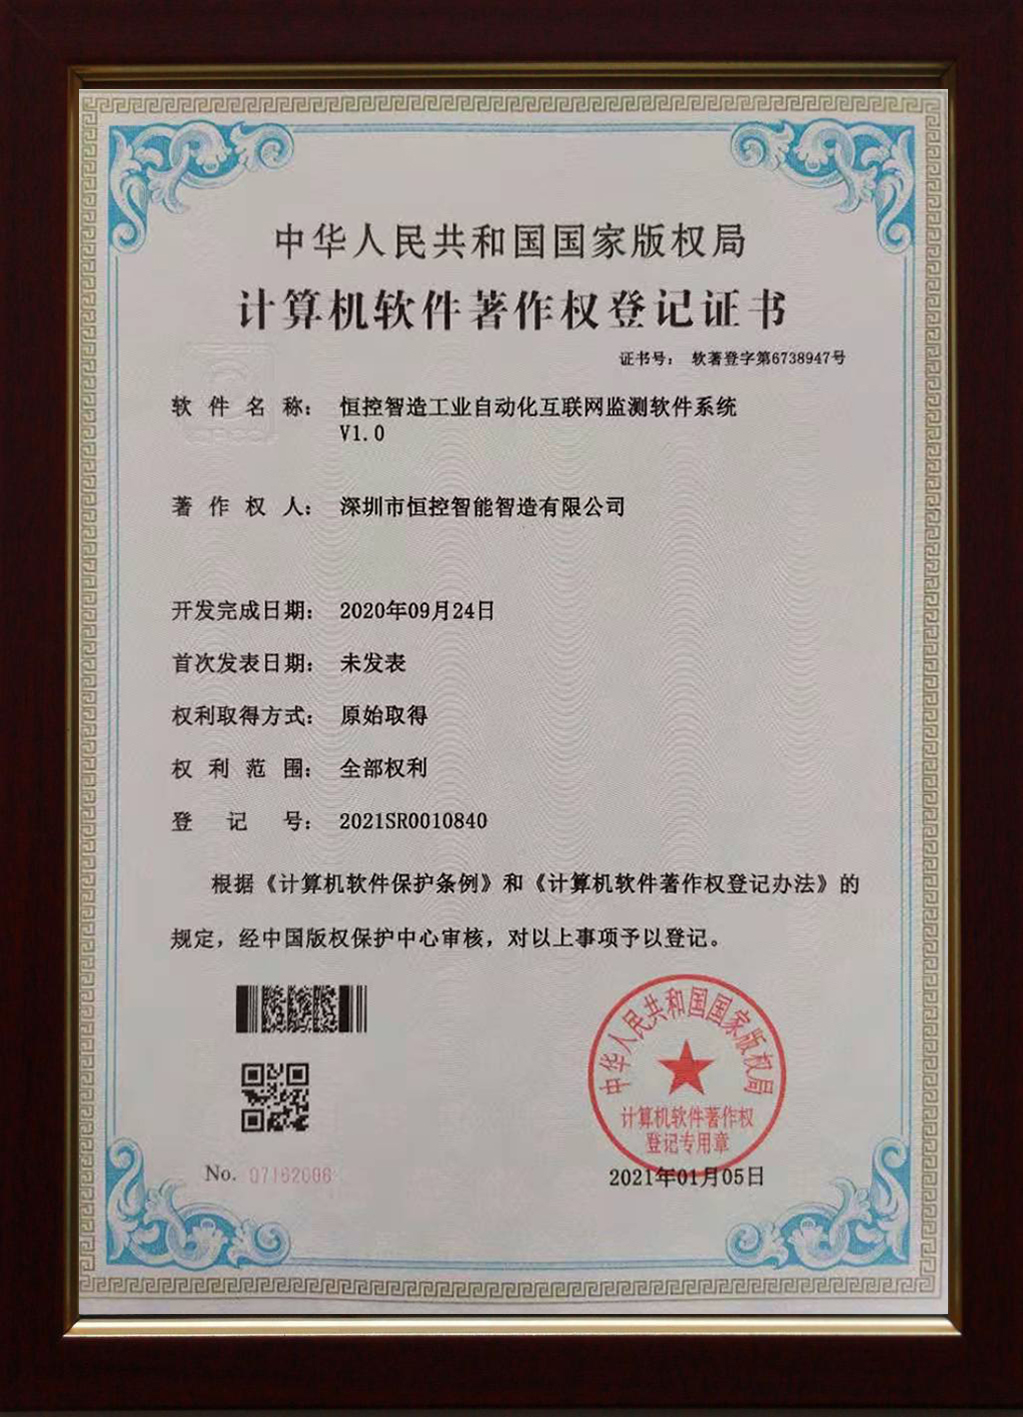 中华人民共和国国家版权局
计算机软件著作权登记证书
证书号： 软著登字第6738947号
软件名称： 恒控智造工业自动化互联网监测软件系统
V1.0
著作权人： 深圳市恒控智能智造有限公司
开发完成日期： 2020年09月24日
首次发表日期： 未发表
权利取得方式： 原始取得
权利范围： 全部权利
登记号： 2021SR0010840
根据《计算机软件保护条例》和《计算机软件著作权登记办法》的
规定，经中国版权保护中心审核，对以上事项予以登记。
中华人民共和国国家版权局
计算机软件著作权
登记专用章
No.
2021年01月05日